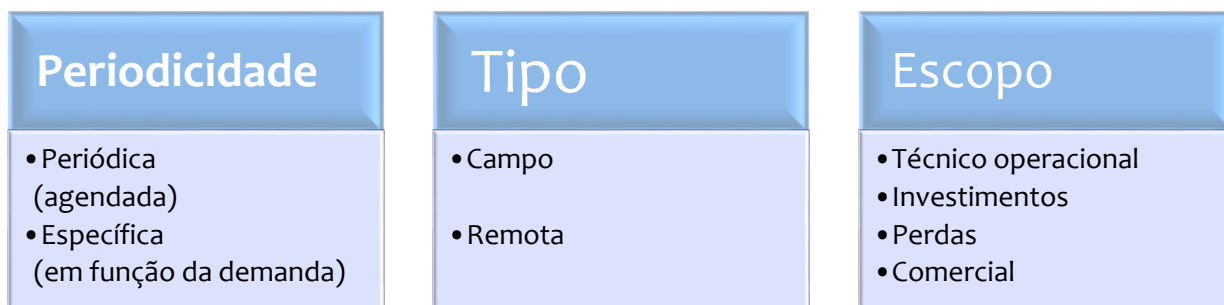 Periodicidade
•Periódica
(agendada)
•Específica
(em função da demanda)
Tipo
•Campo
•Remota
Escopo
•Técnico operacional
•Investimentos
•Perdas
•Comercial